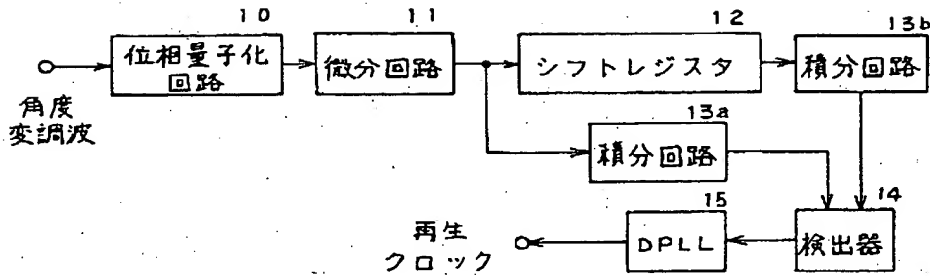 10
位相量子化
回路
11
微分回路
12
シフトレジスタ
13b
積分回路
角度
変調波
13a
積分回路
14
検出器
15
DPLL
再生
クロック